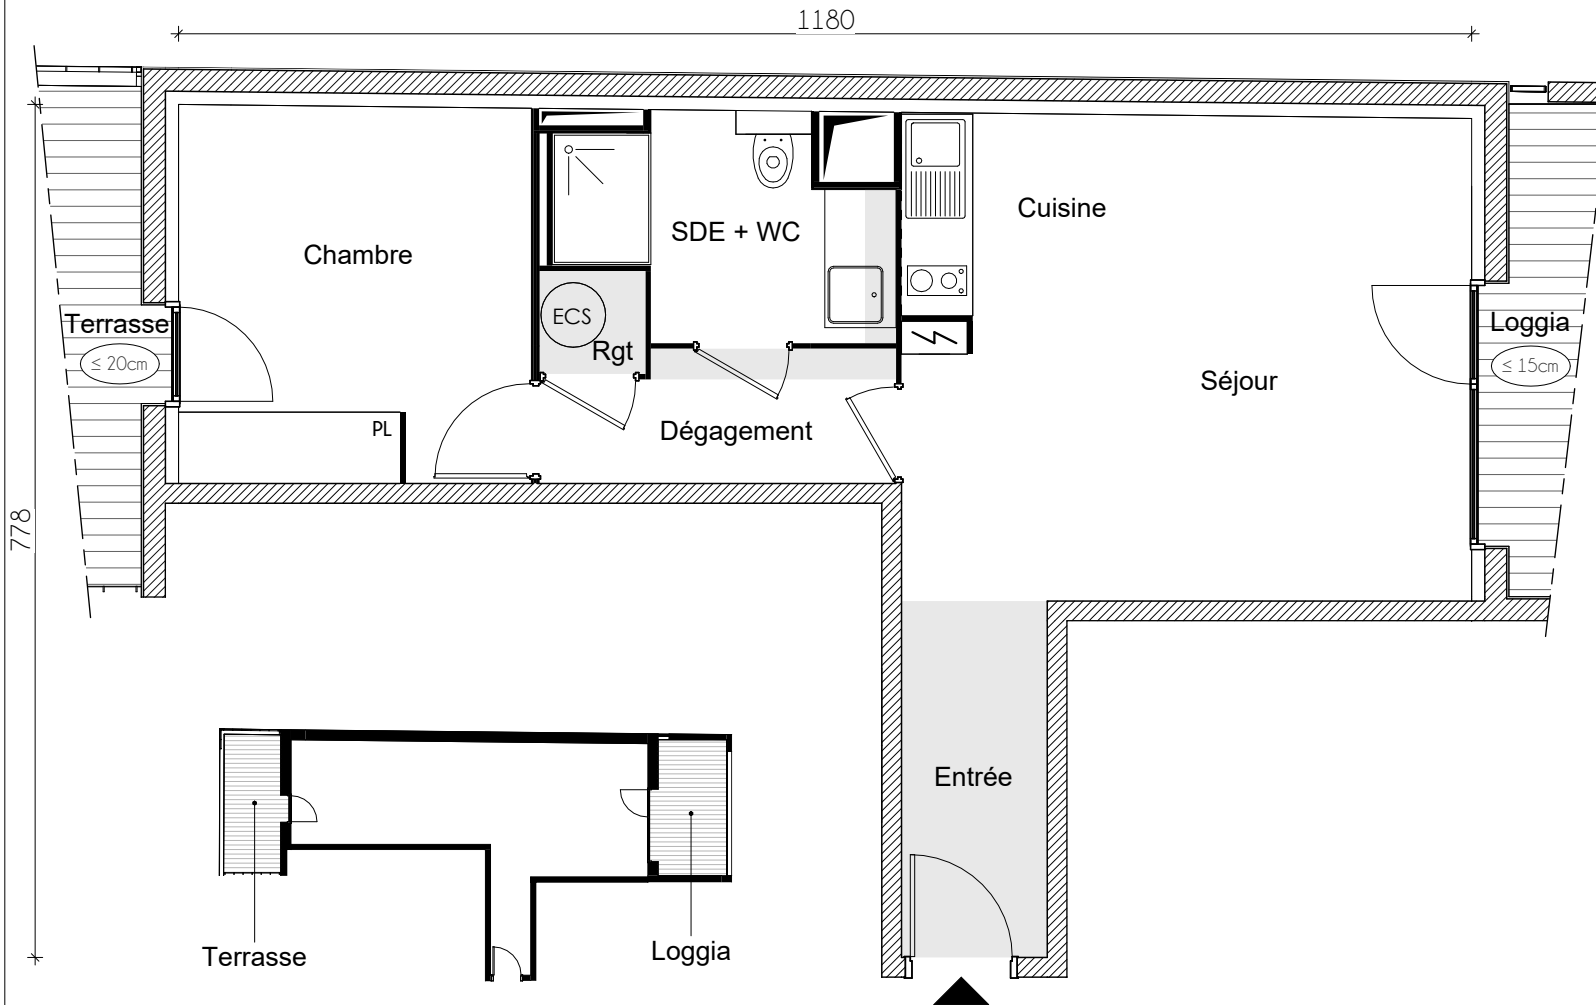 1180
Cuisine
SDE + WC
Chambre
ECS
Terrasse
Loggia
Rgt
≤ 20cm
≤ 15cm
Séjour
PL
Dégagement
778
Entrée
Terrasse
Loggia